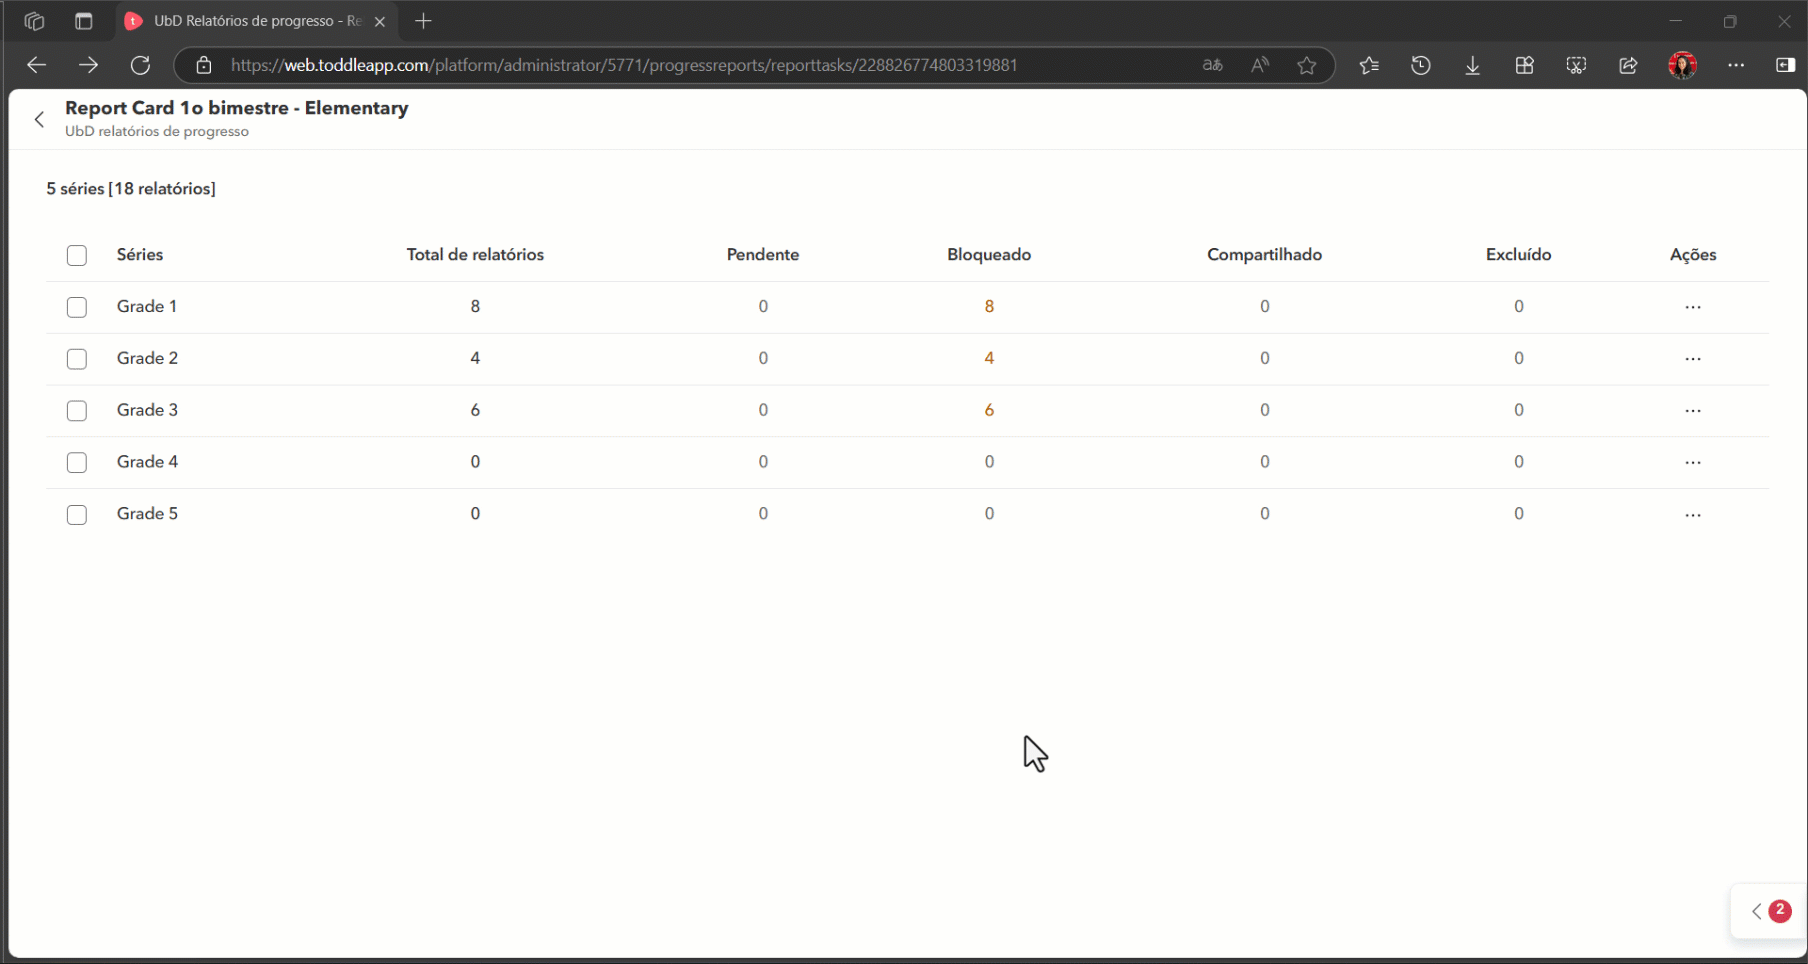 UbD Relatórios de progresso - Re
https://web.toddleapp.com/platform/administrator/5771/progressreports/reporttasks/228826774803319881
Report Card 1o bimestre - Elementary
UbD relatórios de progresso
5 séries [18 relatórios]
Séries Total de relatórios Pendente Bloqueado Compartilhado Excluído Ações
Grade 1 8 0 8 0 0 ...
Grade 2 4 0 4 0 0 ...
Grade 3 6 0 6 0 0 ...
Grade 4 0 0 0 0 0 ...
Grade 5 0 0 0 0 0 ...
2